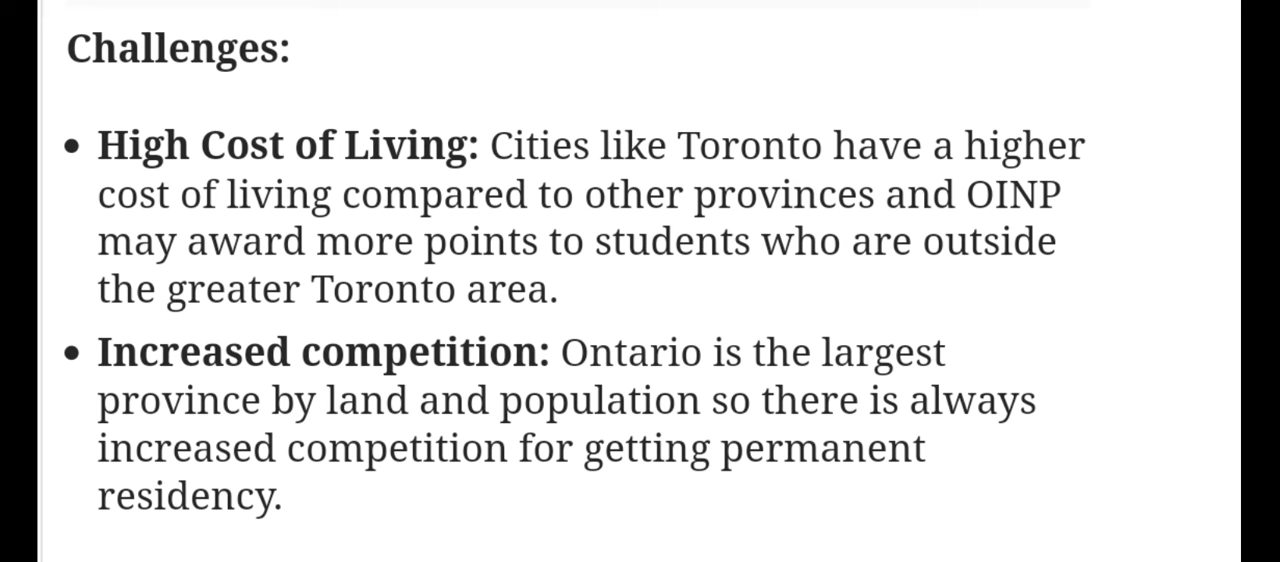 Challenges:
• High Cost of Living: Cities like Toronto have a higher
cost of living compared to other provinces and OINP
may award more points to students who are outside
the greater Toronto area.
• Increased competition: Ontario is the largest
province by land and population so there is always
increased competition for getting permanent
residency.